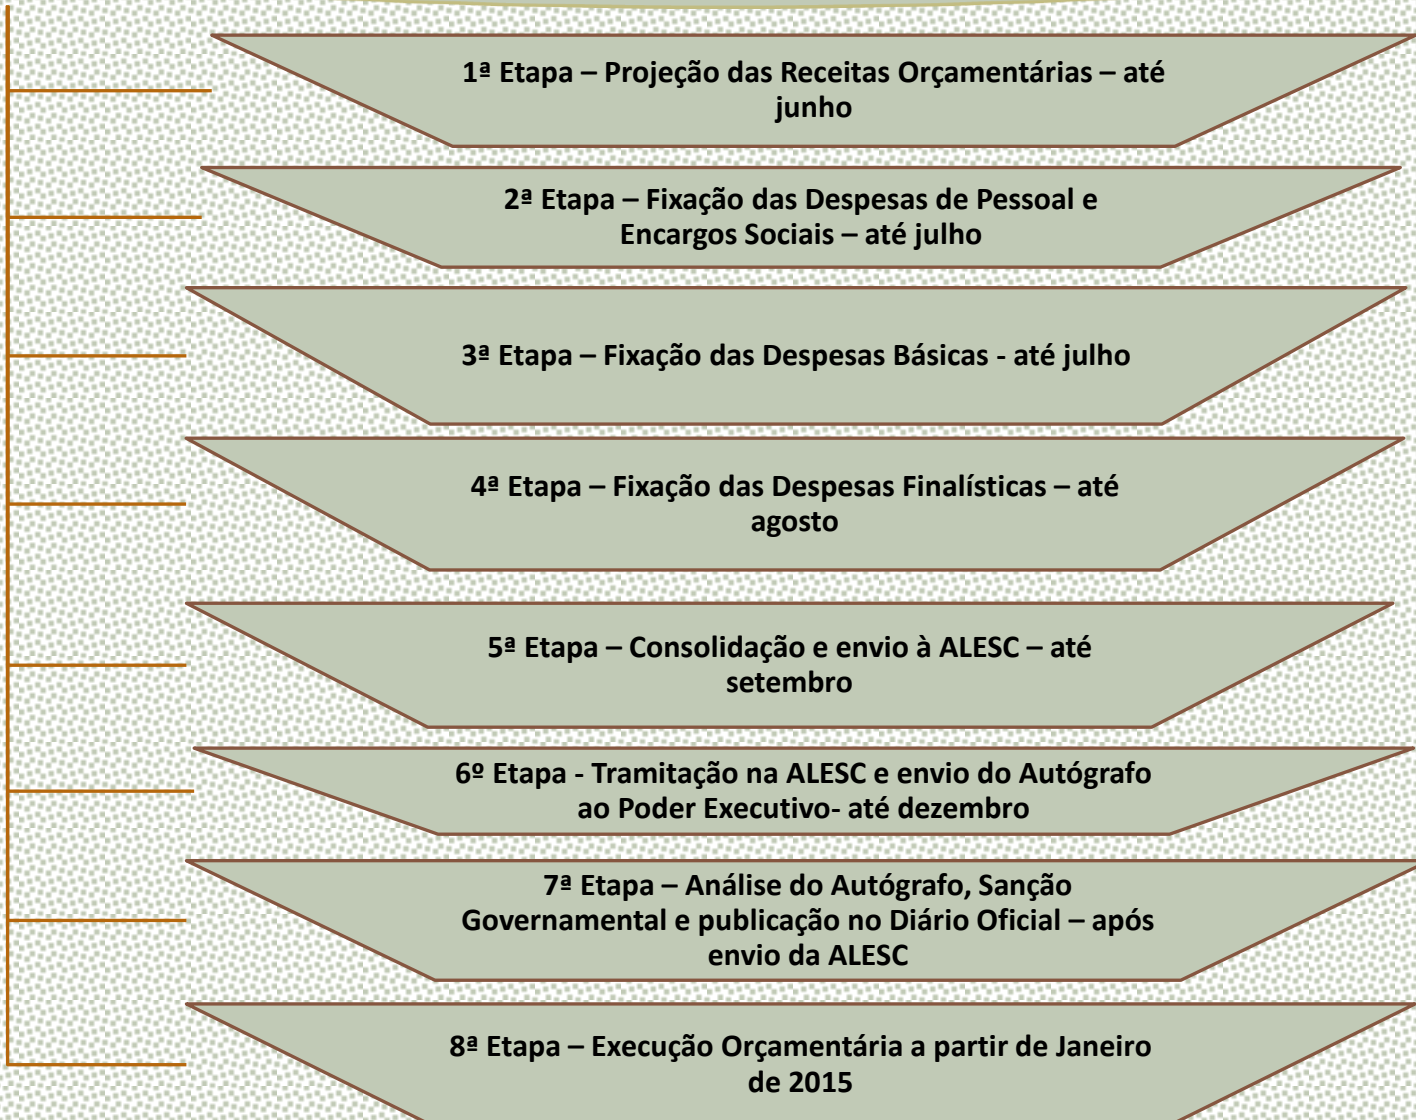 1ª Etapa – Projeção das Receitas Orçamentárias – até
junho
2ª Etapa – Fixação das Despesas de Pessoal e
Encargos Sociais – até julho
3ª Etapa – Fixação das Despesas Básicas - até julho
4ª Etapa – Fixação das Despesas Finalísticas – até
agosto
5ª Etapa – Consolidação e envio à ALESC – até
setembro
6º Etapa - Tramitação na ALESC e envio do Autógrafo
ao Poder Executivo- até dezembro
7ª Etapa – Análise do Autógrafo, Sanção
Governamental e publicação no Diário Oficial – após
envio da ALESC
8ª Etapa – Execução Orçamentária a partir de Janeiro
de 2015